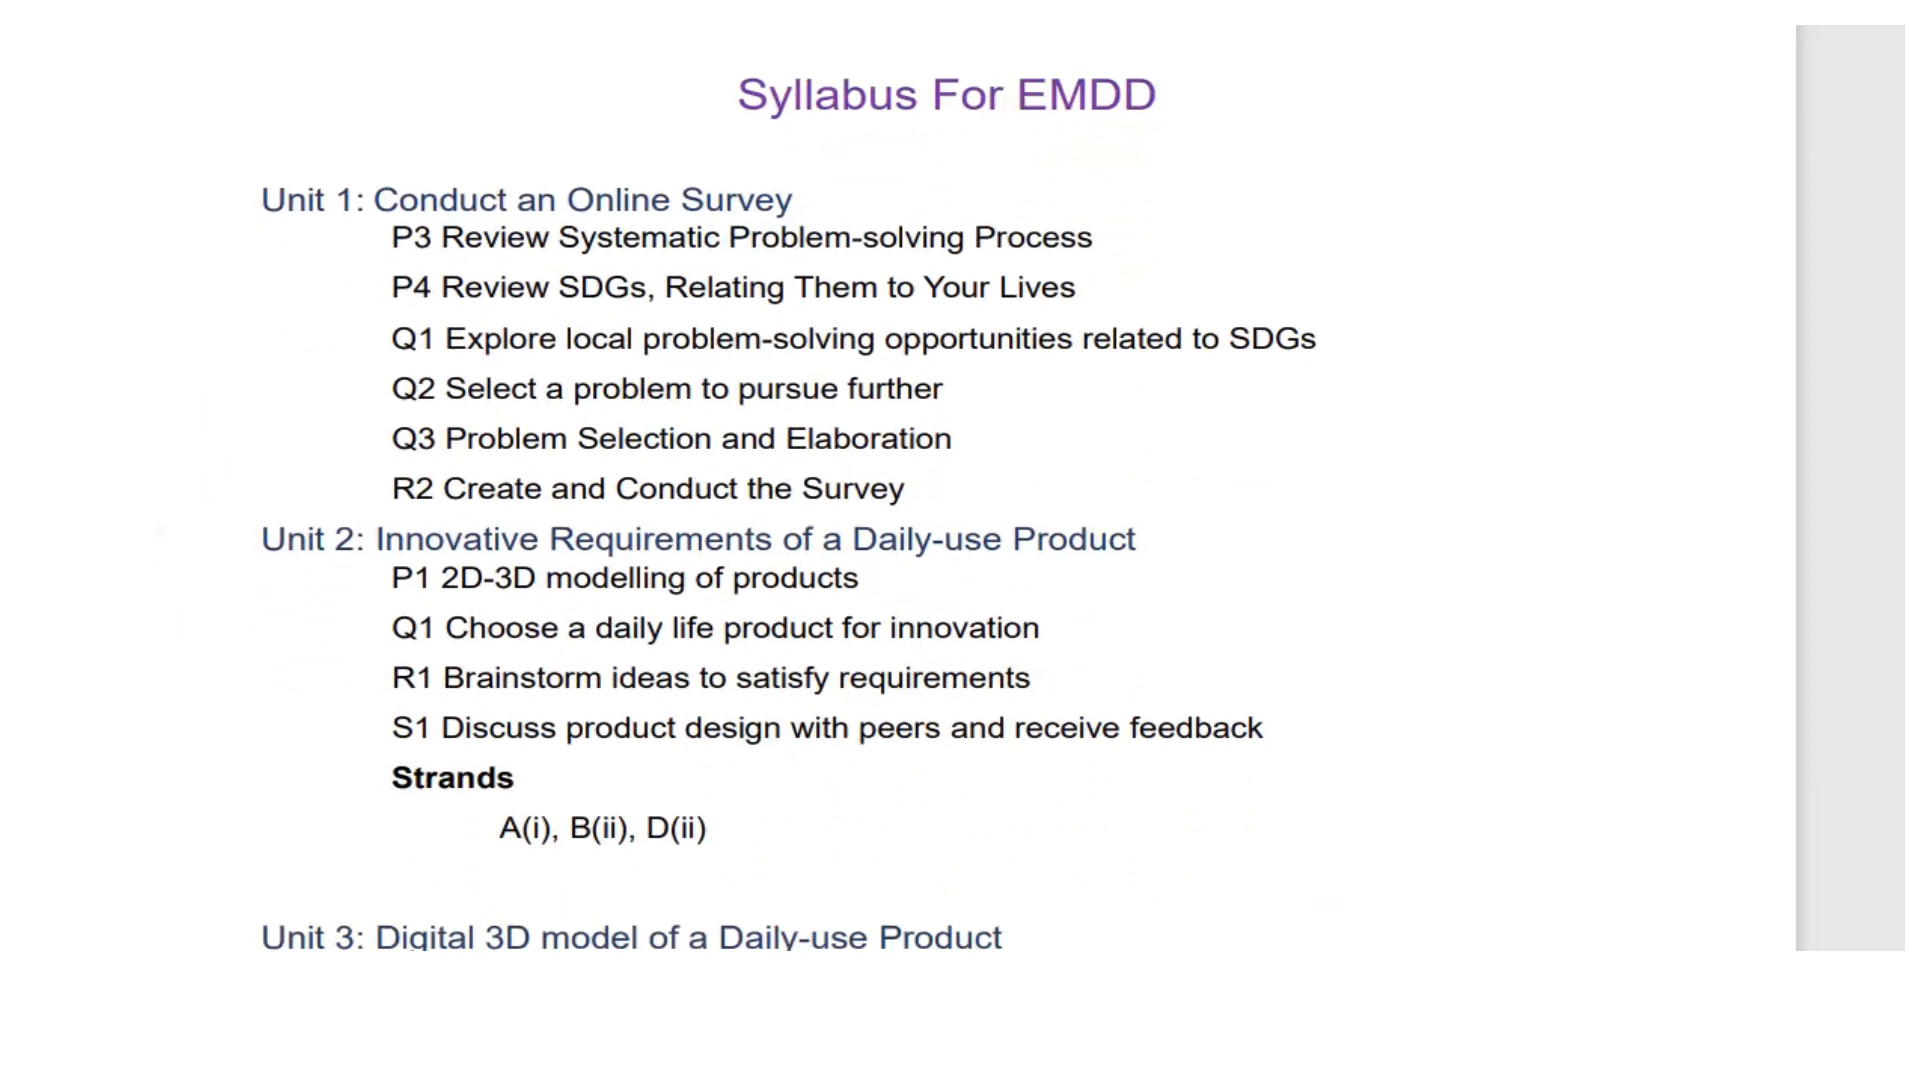 Syllabus For EMDD
Unit 1: Conduct an Online Survey
P3 Review Systematic Problem-solving Process
P4 Review SDGs, Relating Them to Your Lives
Q1 Explore local problem-solving opportunities related to SDGs
Q2 Select a problem to pursue further
Q3 Problem Selection and Elaboration
R2 Create and Conduct the Survey
Unit 2: Innovative Requirements of a Daily-use Product
P1 2D-3D modelling of products
Q1 Choose a daily life product for innovation
R1 Brainstorm ideas to satisfy requirements
S1 Discuss product design with peers and receive feedback
Strands
A(i), B(ii), D(ii)
Unit 3: Digital 3D model of a Daily-use Product